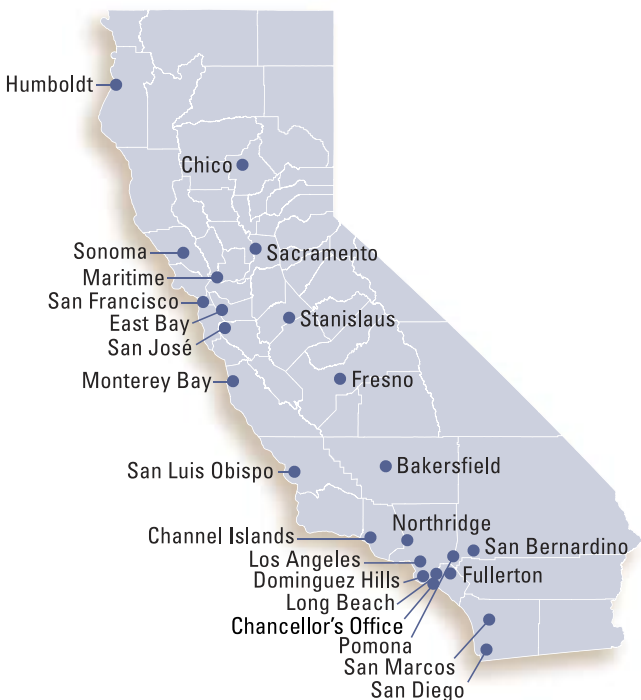 Humboldt
Chico
Sonoma
Sacramento
Maritime
San Francisco
East Bay
Stanislaus
San José
Monterey Bay
Fresno
San Luis Obispo
Bakersfield
Northridge
Channel Islands
San Bernardino
Los Angeles
Dominguez Hills
Fullerton
Long Beach
Chancellor's Office
Pomona
San Marcos
San Diego